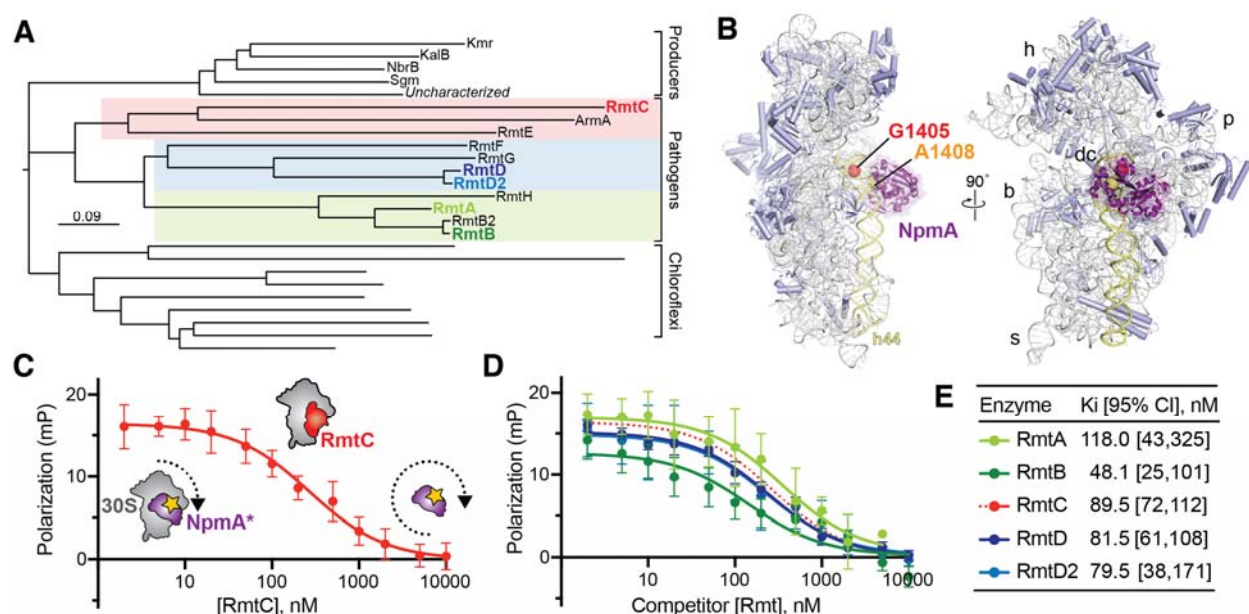 A
Kmr
KalB
NbrB
Sgm
Uncharacterized
Producers
RmtC
ArmA
RmtE
RmtF
RmtG
RmtD
RmtD2
RmtH
RmtA
RmtB2
RmtB
Pathogens
0.09
Chloroflexi
B
G1405
A1408
NpmA
h44
90°
h
p
dc
b
s
C
Polarization (mP)
20
10
0
RmtC
30S
NpmA*
10 100 1000 10000
[RmtC], nM
D
Polarization (mP)
20
10
0
10 100 1000 10000
Competitor [Rmt], nM
E
Enzyme Ki [95% CI], nM
RmtA 118.0 [43,325]
RmtB 48.1 [25,101]
RmtC 89.5 [72,112]
RmtD 81.5 [61,108]
RmtD2 79.5 [38,171]